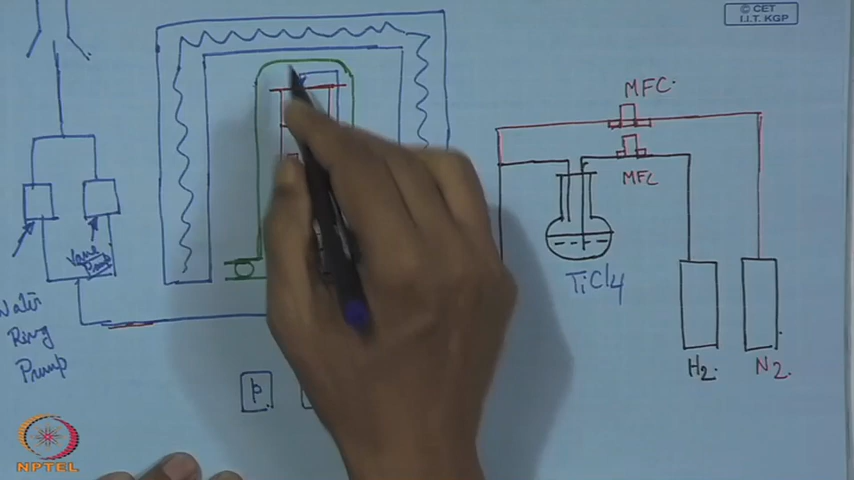 © CET
I.I.T. KGP
MFC.
MFC
Vane
Pump
TiCl4
Water
Ring
Pump
P
H2.
N2.
NPTEL